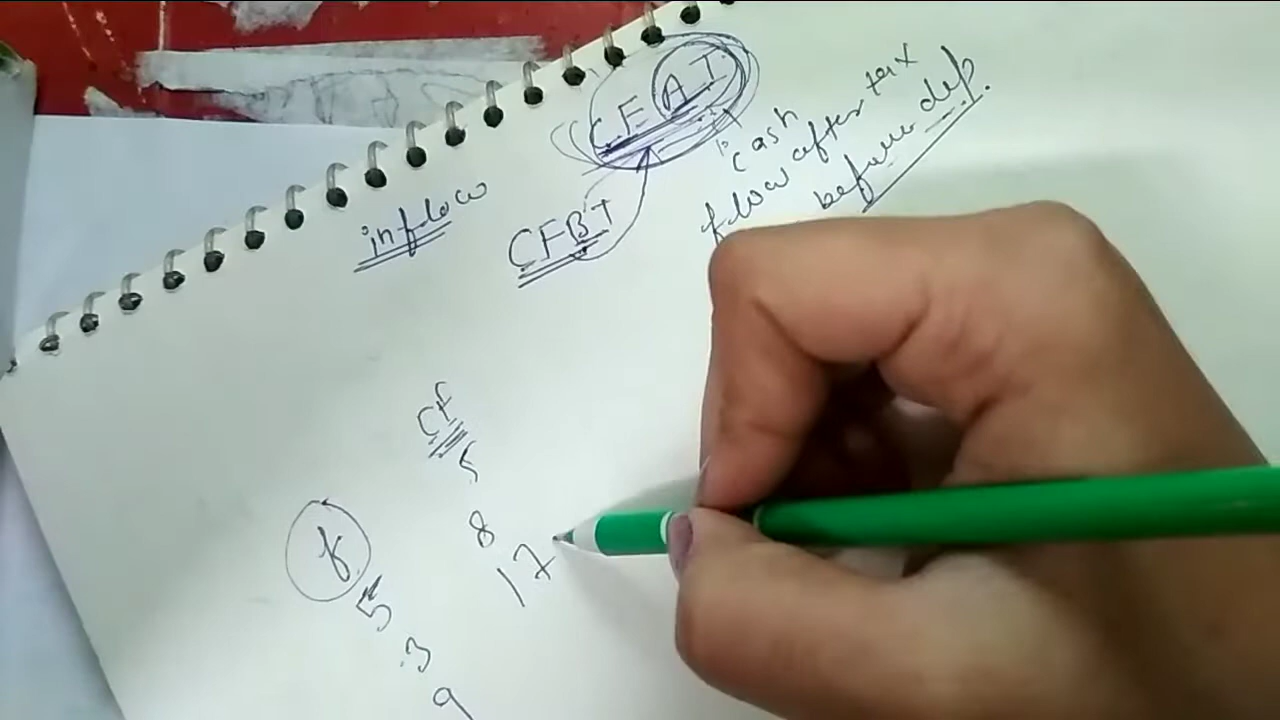 CFAT
cash
flow after tax
before dep.
inflow
CFBT
CF
5
8
17
f
5
3
9